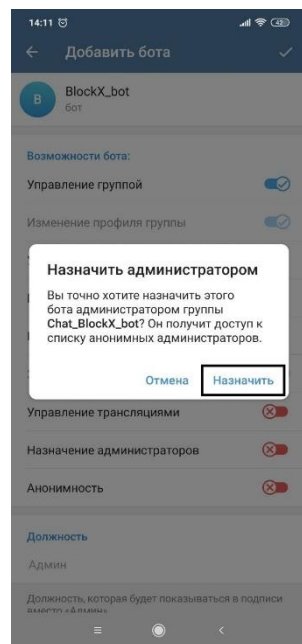 14:11
Добавить бота
B
BlockX_bot
бот
Возможности бота:
Управление группой
Изменение профиля группы
Назначить администратором
Вы точно хотите назначить этого
бота администратором группы
Chat_BlockX_bot? Он получит доступ к
списку анонимных администраторов.
Отмена Назначить
Управление трансляциями
Назначение администраторов
Анонимность
Должность
Админ
Должность, которая будет показываться в подписи
вместо «Админ»